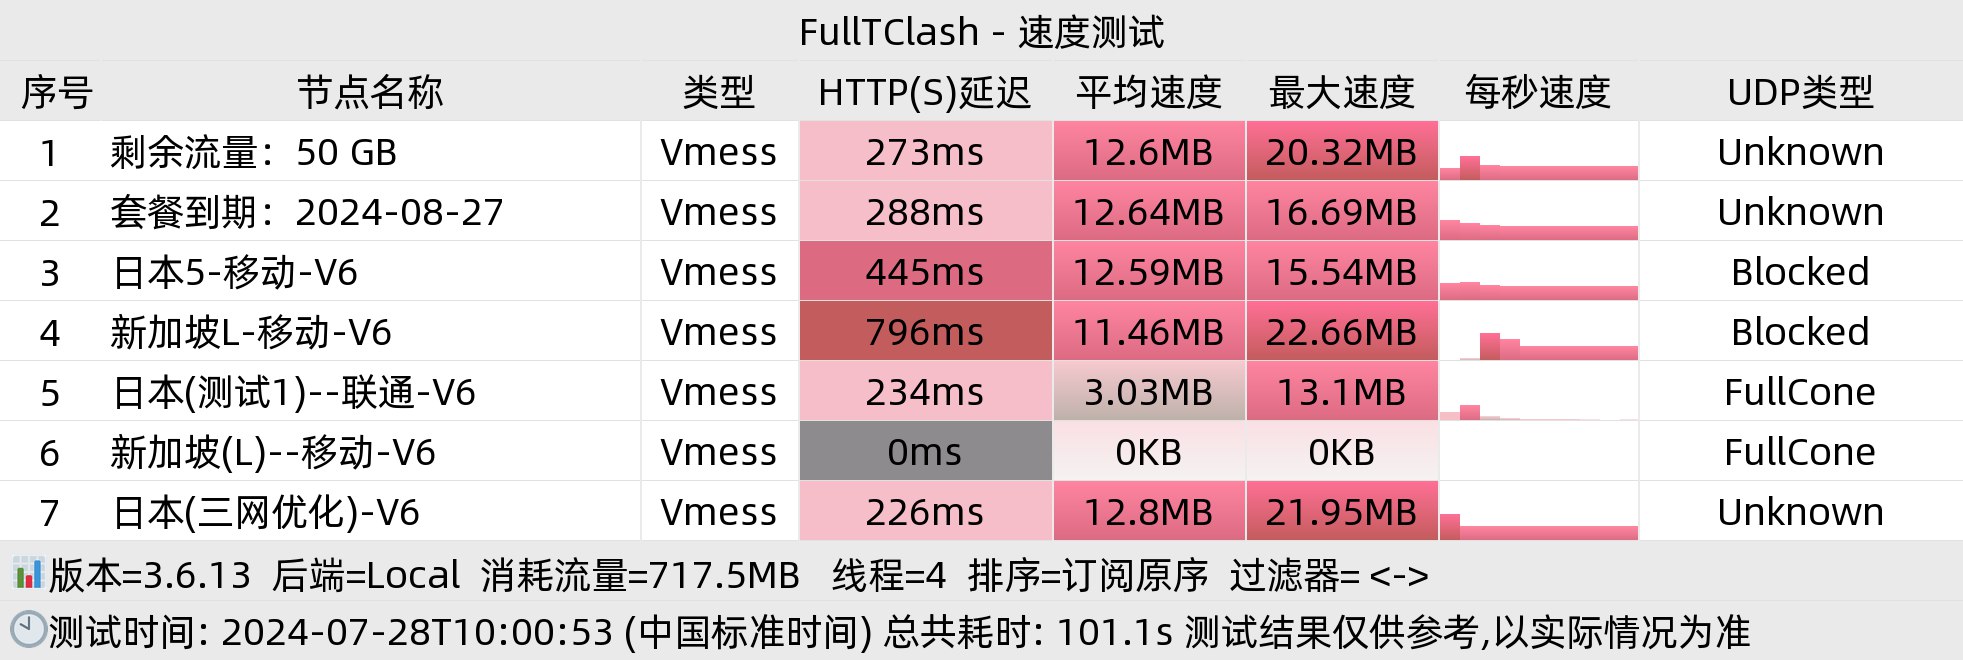 FullTClash - 速度测试
序号 节点名称 类型 HTTP(S)延迟 平均速度 最大速度 每秒速度 UDP类型
1 剩余流量：50 GB Vmess 273ms 12.6MB 20.32MB Unknown
2 套餐到期：2024-08-27 Vmess 288ms 12.64MB 16.69MB Unknown
3 日本5-移动-V6 Vmess 445ms 12.59MB 15.54MB Blocked
4 新加坡L-移动-V6 Vmess 796ms 11.46MB 22.66MB Blocked
5 日本(测试1)--联通-V6 Vmess 234ms 3.03MB 13.1MB FullCone
6 新加坡(L)--移动-V6 Vmess 0ms 0KB 0KB FullCone
7 日本(三网优化)-V6 Vmess 226ms 12.8MB 21.95MB Unknown
版本=3.6.13 后端=Local 消耗流量=717.5MB 线程=4 排序=订阅原序 过滤器= <->
测试时间: 2024-07-28T10:00:53 (中国标准时间) 总共耗时: 101.1s 测试结果仅供参考,以实际情况为准